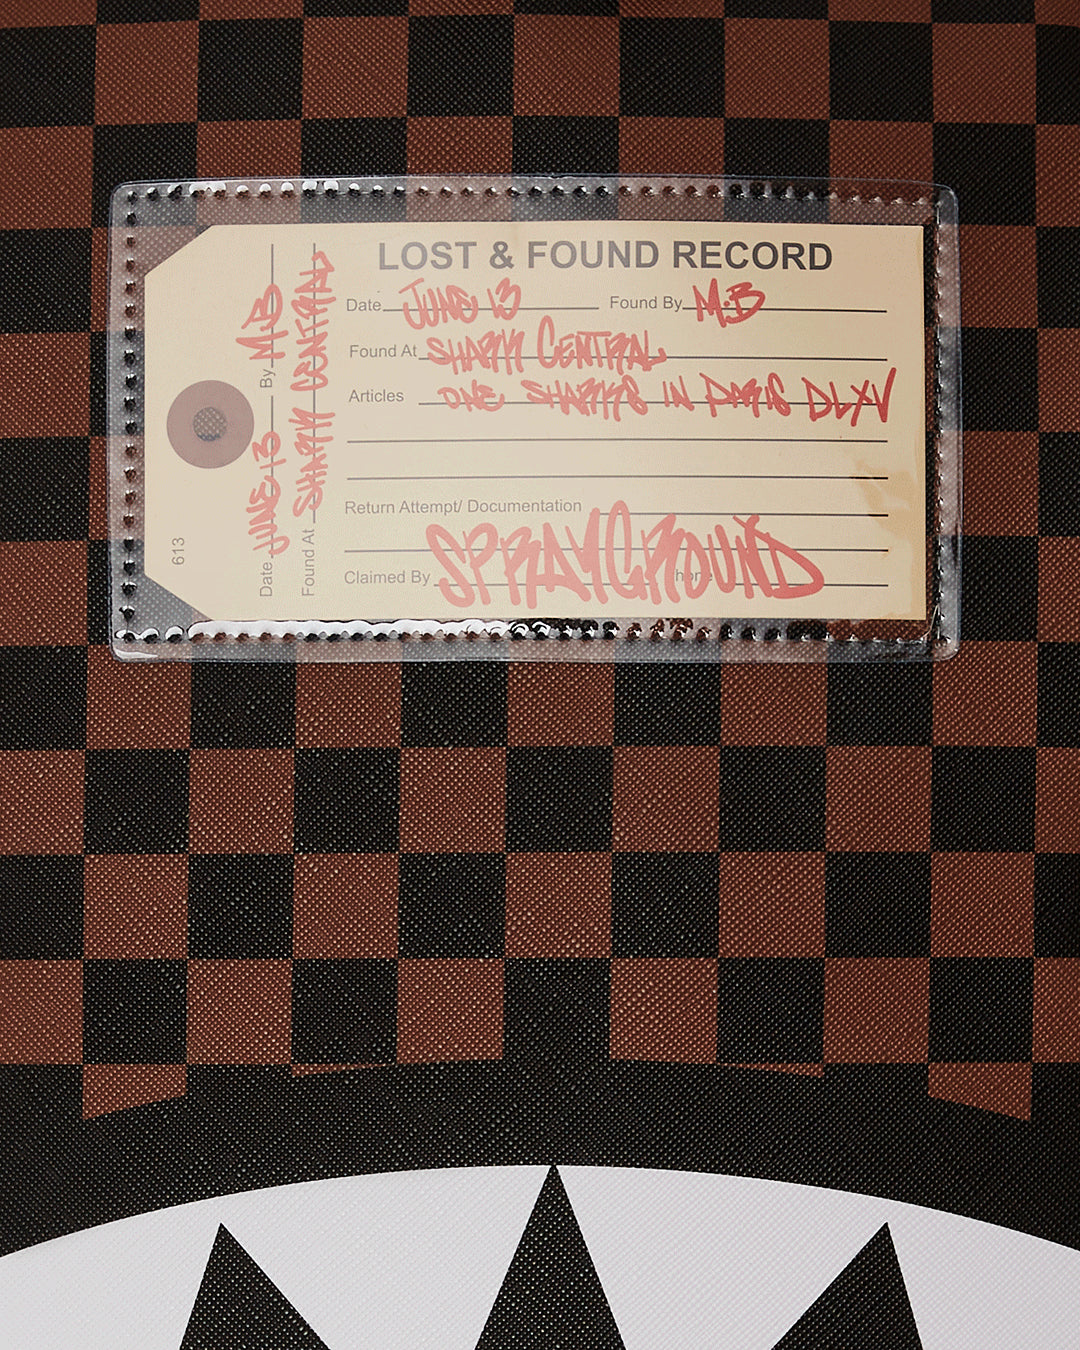 LOST & FOUND RECORD
Date JUNE 13 Found By M.B
Found At SHARK CENTRAL
Articles ONE SHARKS IN PARIS DLXV
Return Attempt/ Documentation
Claimed By SPRAYGROUND
613
Date JUNE 13 By M.B
Found At SHARK CENTRAL